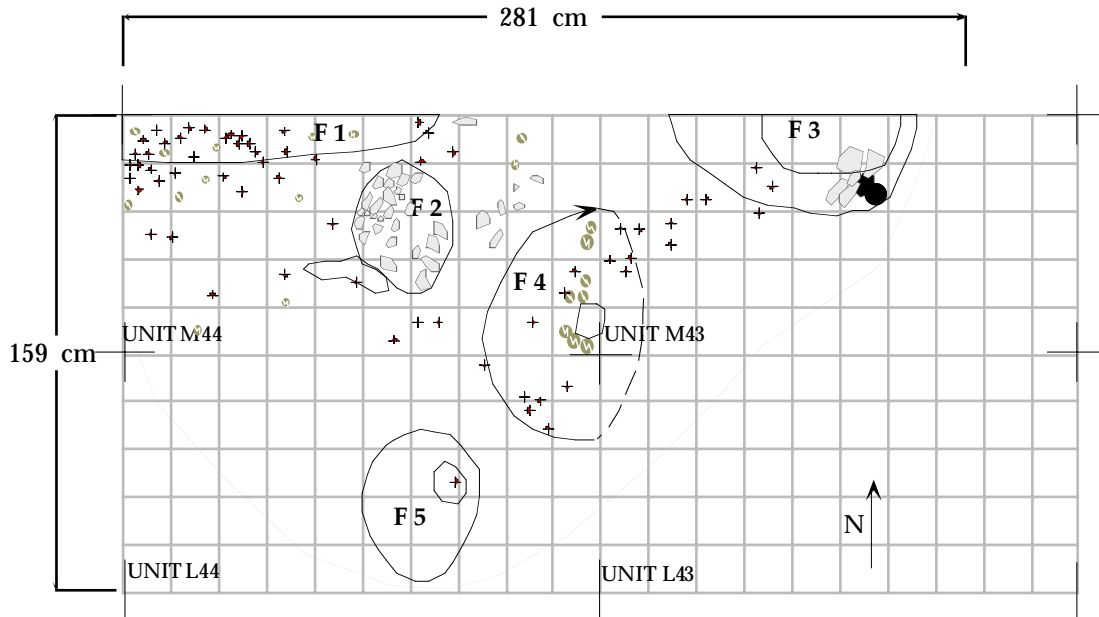 281 cm
F 1
F 3
F 2
F 4
UNIT M44
UNIT M43
159 cm
F 5
N
UNIT L44
UNIT L43